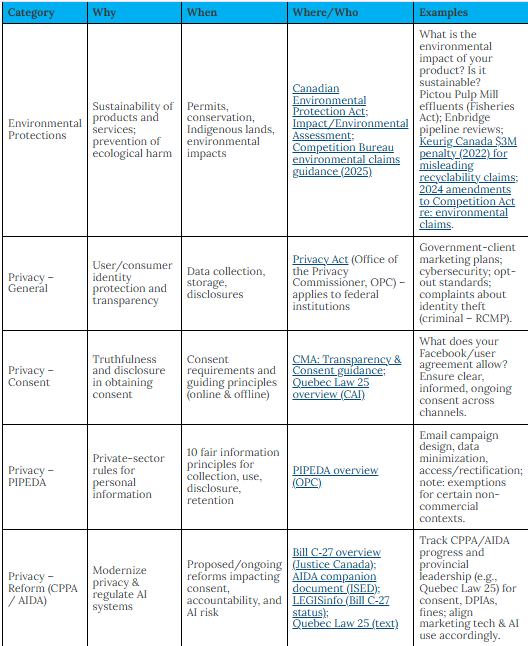 Category
Why
When
Where/Who
Examples
Environmental
Protections
Sustainability of
products and
services;
prevention of
ecological harm
Permits,
conservation,
Indigenous lands,
environmental
impacts
Canadian
Environmental
Protection Act;
Impact/Environmental
Assessment;
Competition Bureau
environmental claims
guidance (2025)
What is the
environmental
impact of your
product? Is it
sustainable?
Pictou Pulp Mill
effluents (Fisheries
Act); Enbridge
pipeline reviews;
Keurig Canada $3M
penalty (2022) for
misleading
recyclability claims;
2024 amendments
to Competition Act
re: environmental
claims.
Privacy –
General
User/consumer
identity
protection and
transparency
Data collection,
storage,
disclosures
Privacy Act (Office of
the Privacy
Commissioner, OPC) –
applies to federal
institutions
Government-client
marketing plans;
cybersecurity; opt-
out standards;
complaints about
identity theft
(criminal – RCMP).
Privacy –
Consent
Truthfulness
and disclosure
in obtaining
consent
Consent
requirements and
guiding principles
(online & offline)
CMA: Transparency &
Consent guidance;
Quebec Law 25
overview (CAI)
What does your
Facebook/user
agreement allow?
Ensure clear,
informed, ongoing
consent across
channels.
Privacy –
PIPEDA
Private-sector
rules for
personal
information
10 fair information
principles for
collection, use,
disclosure,
retention
PIPEDA overview
(OPC)
Email campaign
design, data
minimization,
access/rectification;
note: exemptions
for certain non-
commercial
contexts.
Privacy –
Reform (CPPA
/ AIDA)
Modernize
privacy &
regulate AI
systems
Proposed/ongoing
reforms impacting
consent,
accountability, and
AI risk
Bill C-27 overview
(Justice Canada);
AIDA companion
document (ISED);
LEGISinfo (Bill C-27
status);
Quebec Law 25 (text)
Track CPPA/AIDA
progress and
provincial
leadership (e.g.,
Quebec Law 25) for
consent, DPIAs,
fines; align
marketing tech & AI
use accordingly.